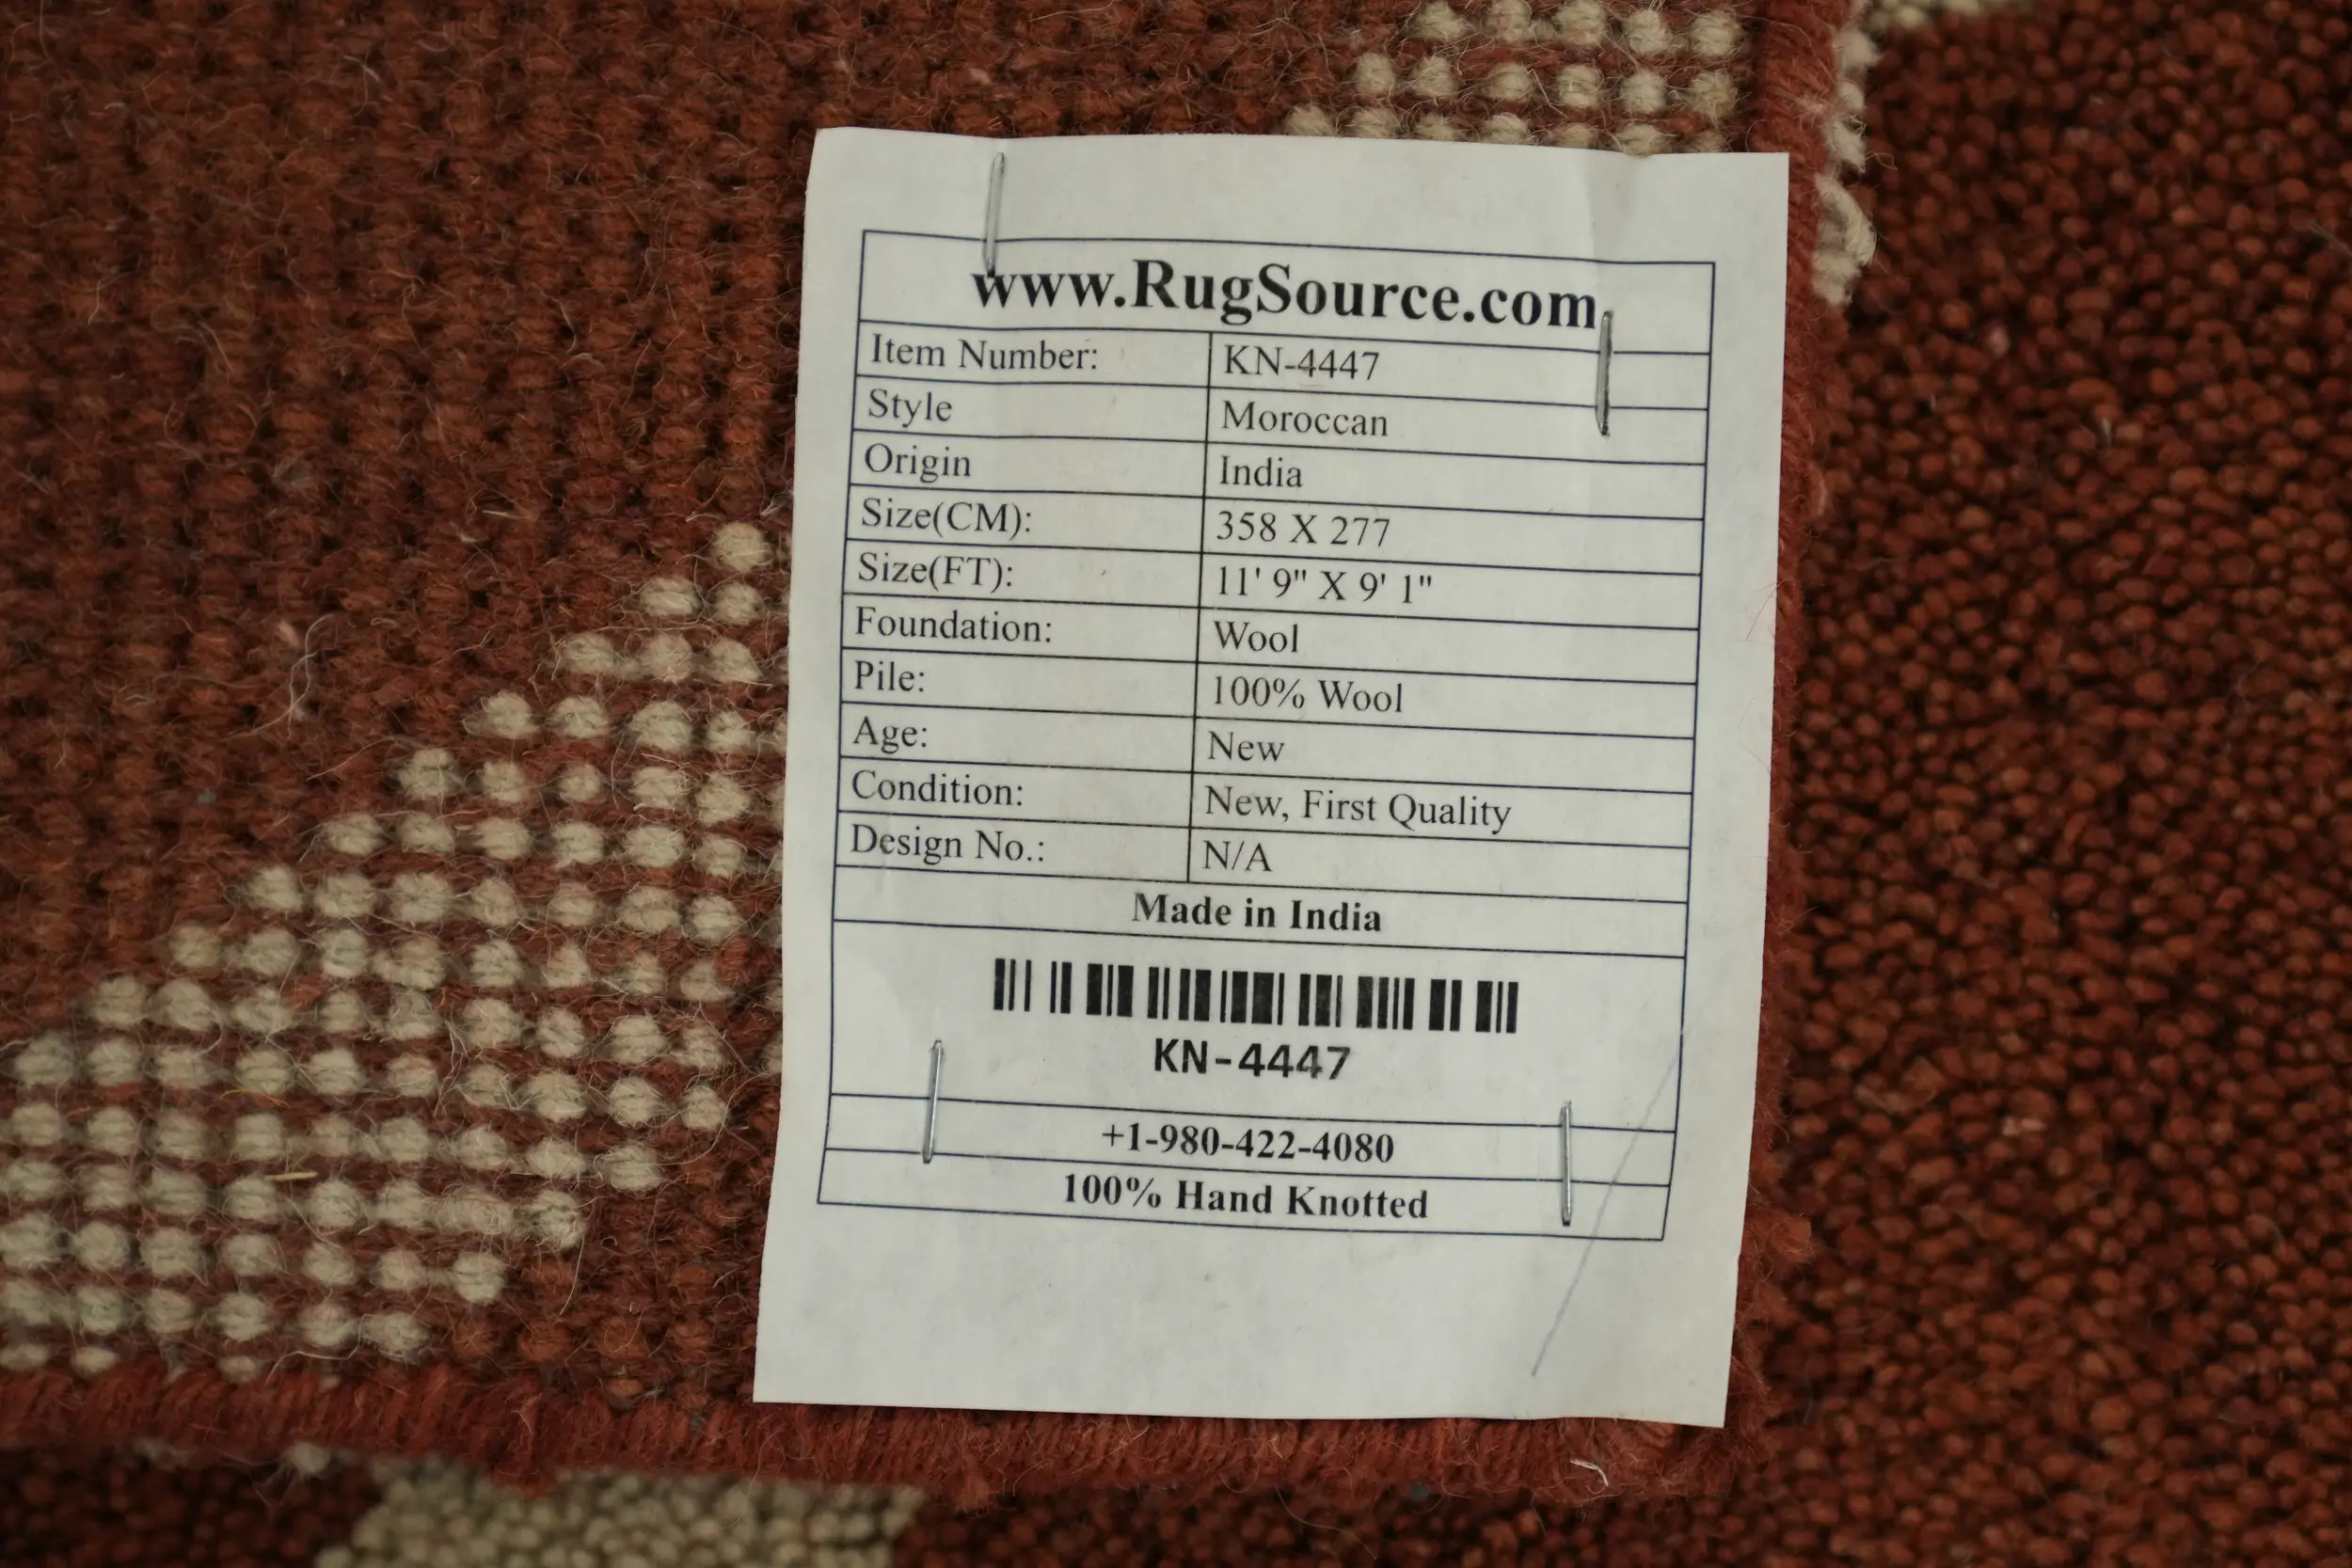 www.RugSource.com
Item Number: KN-4447
Style Moroccan
Origin India
Size(CM): 358 X 277
Size(FT): 11' 9" X 9' 1"
Foundation: Wool
Pile: 100% Wool
Age: New
Condition: New, First Quality
Design No.: N/A
Made in India
KN-4447
+1-980-422-4080
100% Hand Knotted